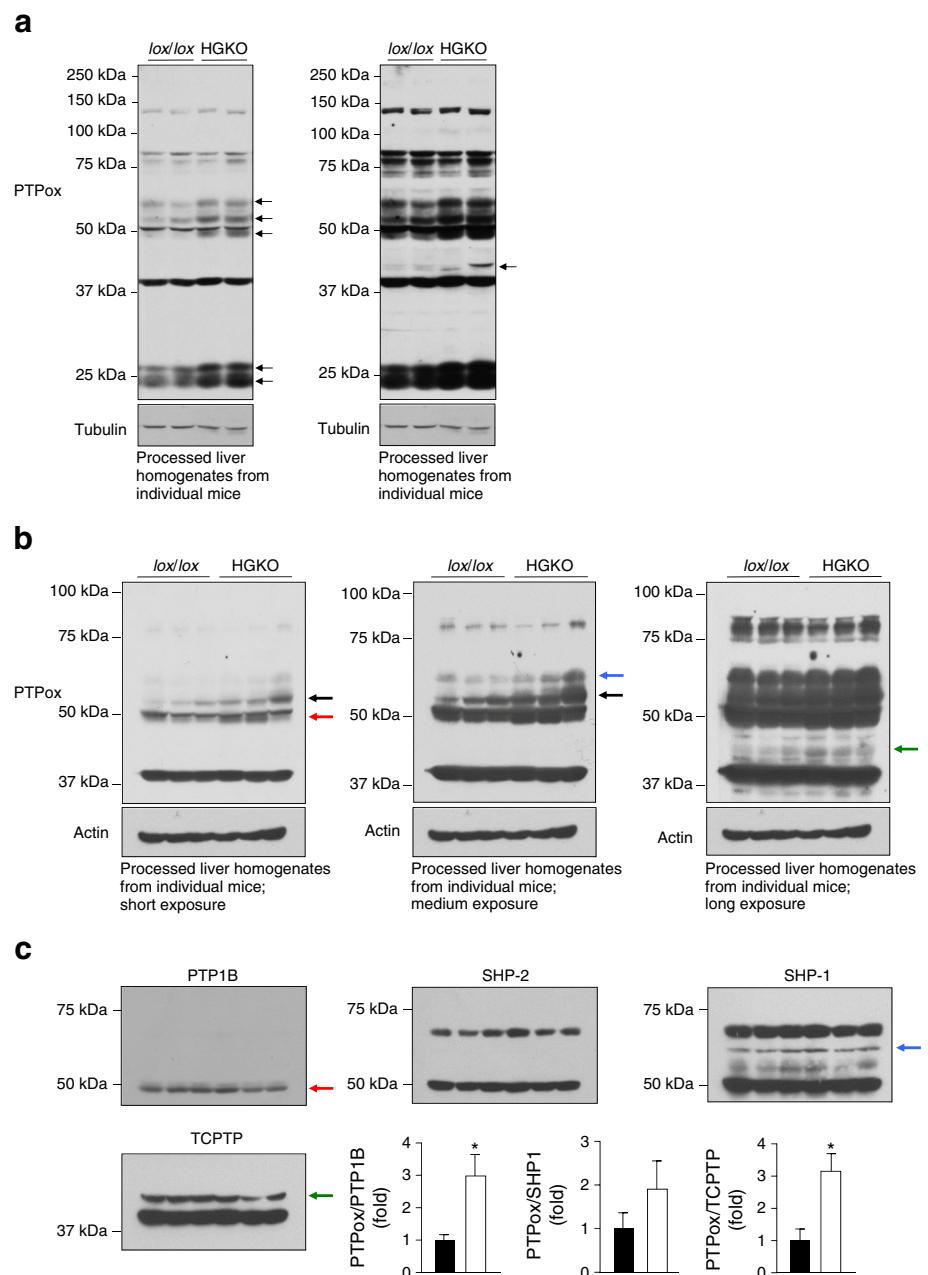 a
lox/lox HGKO
250 kDa
150 kDa
100 kDa
75 kDa
PTPox
50 kDa
37 kDa
25 kDa
Tubulin
Processed liver
homogenates from
individual mice
lox/lox HGKO
250 kDa
150 kDa
100 kDa
75 kDa
50 kDa
37 kDa
25 kDa
Tubulin
Processed liver
homogenates from
individual mice
b
lox/lox HGKO
100 kDa
75 kDa
PTPox
50 kDa
37 kDa
Actin
Processed liver homogenates
from individual mice;
short exposure
lox/lox HGKO
100 kDa
75 kDa
50 kDa
37 kDa
Actin
Processed liver homogenates
from individual mice;
medium exposure
lox/lox HGKO
100 kDa
75 kDa
50 kDa
37 kDa
Actin
Processed liver homogenates
from individual mice;
long exposure
c
PTP1B
75 kDa
50 kDa
SHP-2
75 kDa
50 kDa
SHP-1
75 kDa
50 kDa
TCPTP
37 kDa
PTPox/PTP1B
(fold)
4
3
2
1
0
*
PTPox/SHP1
(fold)
3
2
1
0
PTPox/TCPTP
(fold)
4
3
2
1
0
*